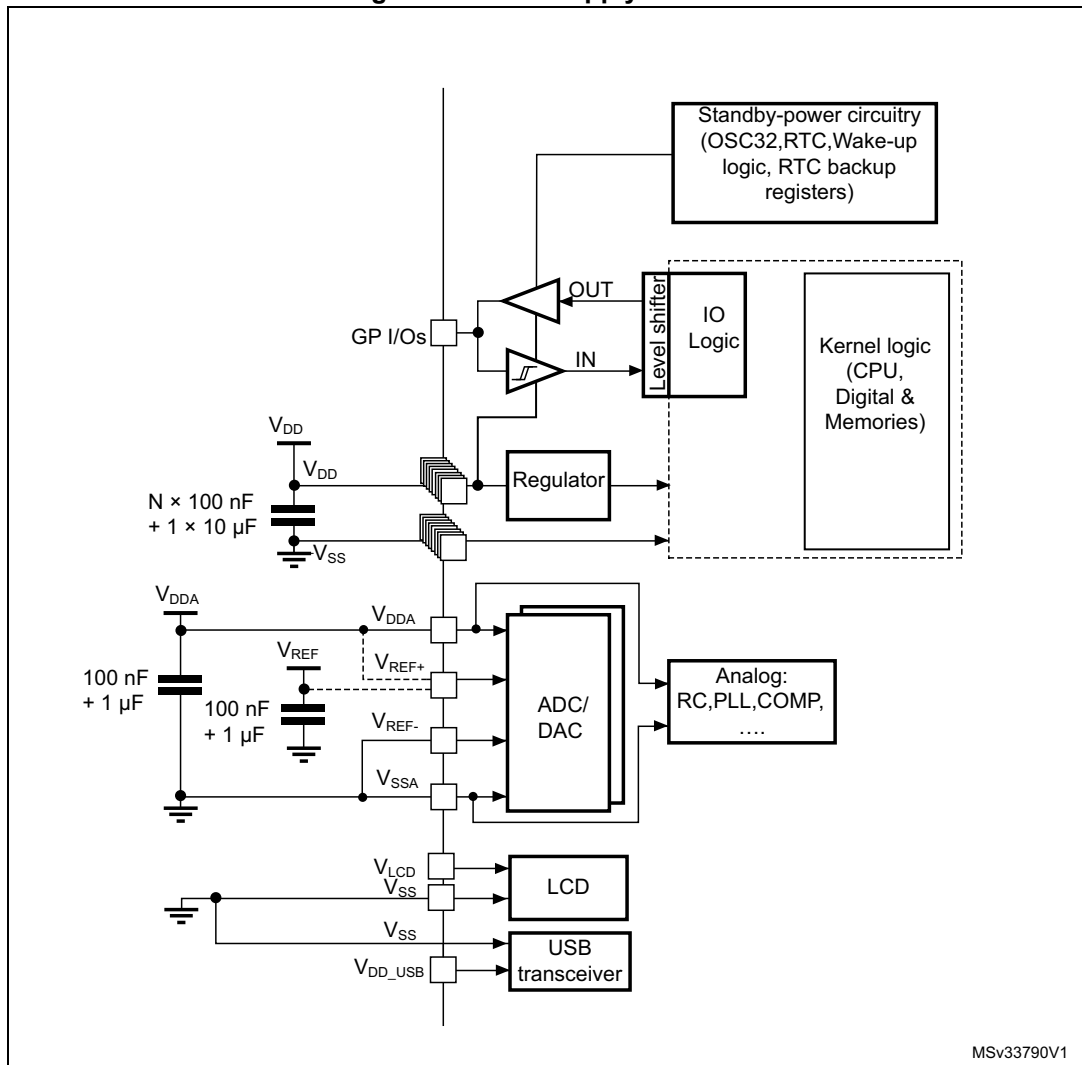 Standby-power circuitry
(OSC32,RTC,Wake-up
logic, RTC backup
registers)
OUT
Level shifter
IO
Logic
GP I/Os
IN
Kernel logic
(CPU,
Digital &
Memories)
VDD
VDD
Regulator
N × 100 nF
+ 1 × 10 µF
VSS
VDDA
VDDA
VREF
VREF+
100 nF
+ 1 µF
100 nF
+ 1 µF
ADC/
DAC
Analog:
RC,PLL,COMP,
....
VREF-
VSSA
VLCD
VSS
LCD
VSS
USB
transceiver
VDD_USB
MSv33790V1